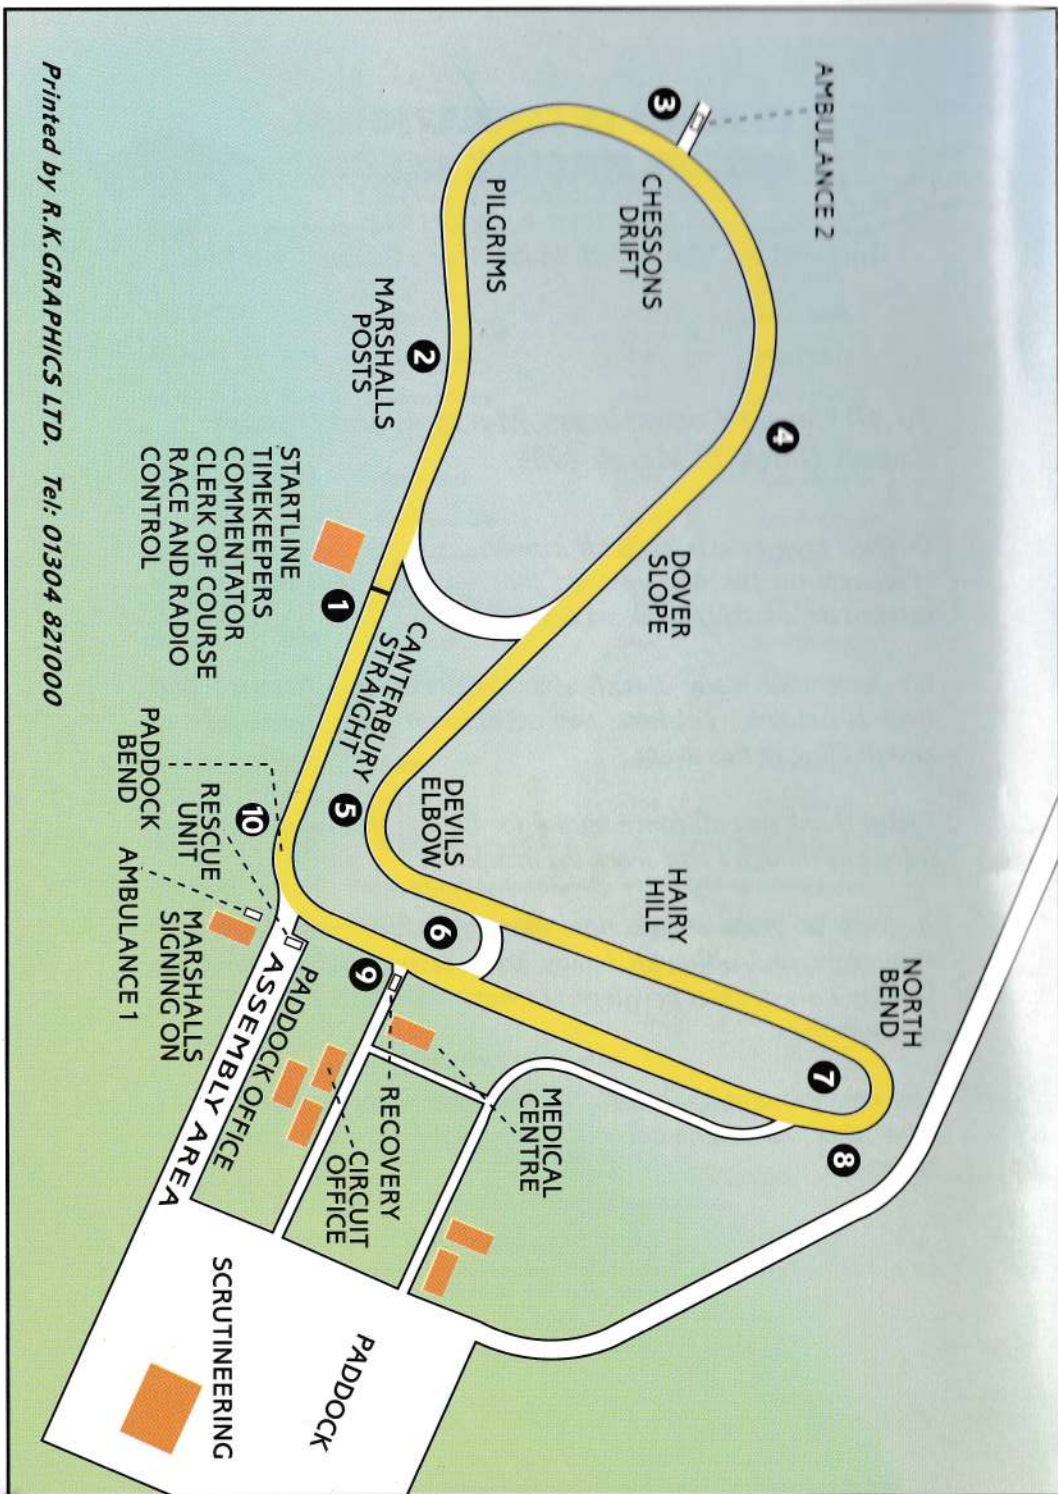 AMBULANCE 2
3
CHESSONS
DRIFT
PILGRIMS
4
2
MARSHALLS
POSTS
DOVER
SLOPE
STARTLINE
TIMEKEEPERS
COMMENTATOR
CLERK OF COURSE
RACE AND RADIO
CONTROL
1
CANTERBURY
STRAIGHT
5
DEVILS
ELBOW
HAIRY
HILL
NORTH
BEND
6
7
8
9
10
PADDOCK
BEND
RESCUE
UNIT
AMBULANCE 1
MARSHALLS
SIGNING ON
ASSEMBLY AREA
PADDOCK OFFICE
CIRCUIT
OFFICE
RECOVERY
MEDICAL
CENTRE
SCRUTINEERING
PADDOCK
Printed by R.K.GRAPHICS LTD. Tel: 01304 821000